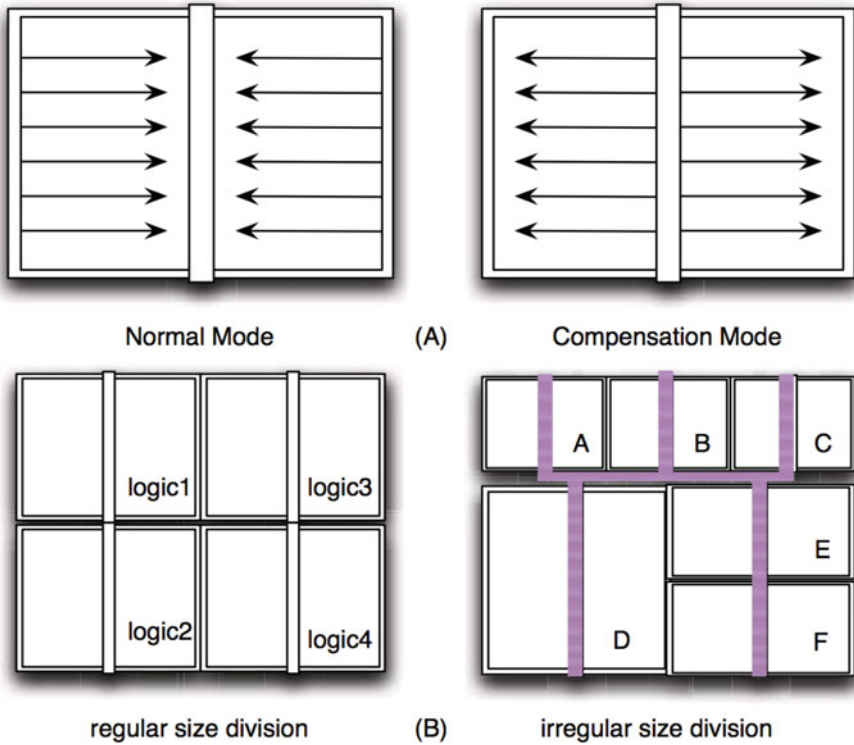 Normal Mode (A) Compensation Mode
logic1 logic3
logic2 logic4
A B C
E
D F
regular size division (B) irregular size division